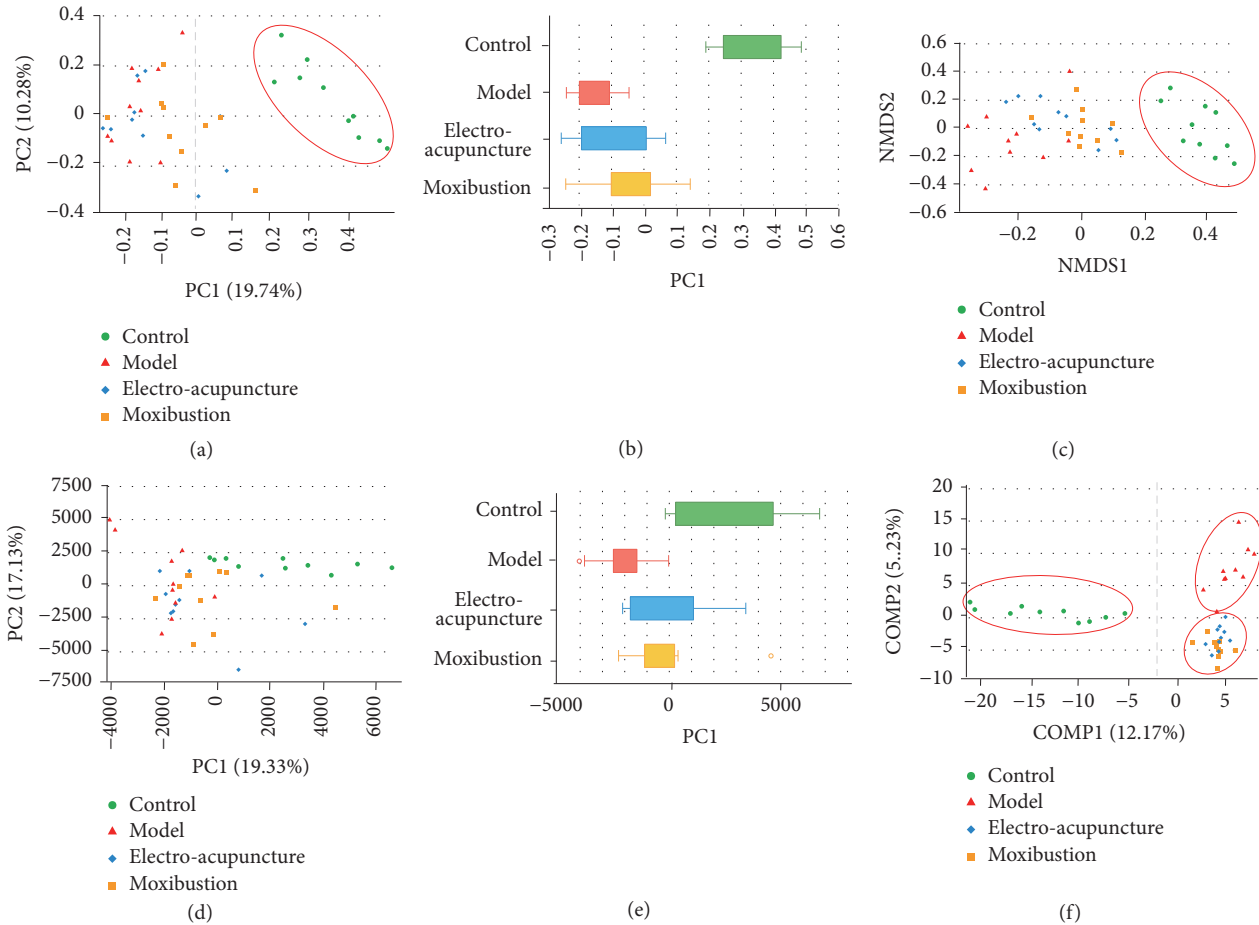 0.4
0.2
0
−0.2
−0.4
PC2 (10.28%)
−0.2
−0.1
0
0.1
0.2
0.3
0.4
PC1 (19.74%)
Control
Model
Electro-acupuncture
Moxibustion
(a)
Control
Model
Electro-
acupuncture
Moxibustion
−0.3
−0.2
−0.1
0
0.1
0.2
0.3
0.4
0.5
0.6
PC1
(b)
0.6
0.4
0.2
0
−0.2
−0.4
−0.6
NMDS2
−0.2
0
0.2
0.4
NMDS1
Control
Model
Electro-acupuncture
Moxibustion
(c)
7500
5000
2500
0
−2500
−5000
−7500
PC2 (17.13%)
−4000
−2000
0
2000
4000
6000
PC1 (19.33%)
Control
Model
Electro-acupuncture
Moxibustion
(d)
Control
Model
Electro-
acupuncture
Moxibustion
−5000
0
5000
PC1
(e)
20
15
10
5
0
−5
−10
COMP2 (5.23%)
−20
−15
−10
−5
0
5
COMP1 (12.17%)
Control
Model
Electro-acupuncture
Moxibustion
(f)